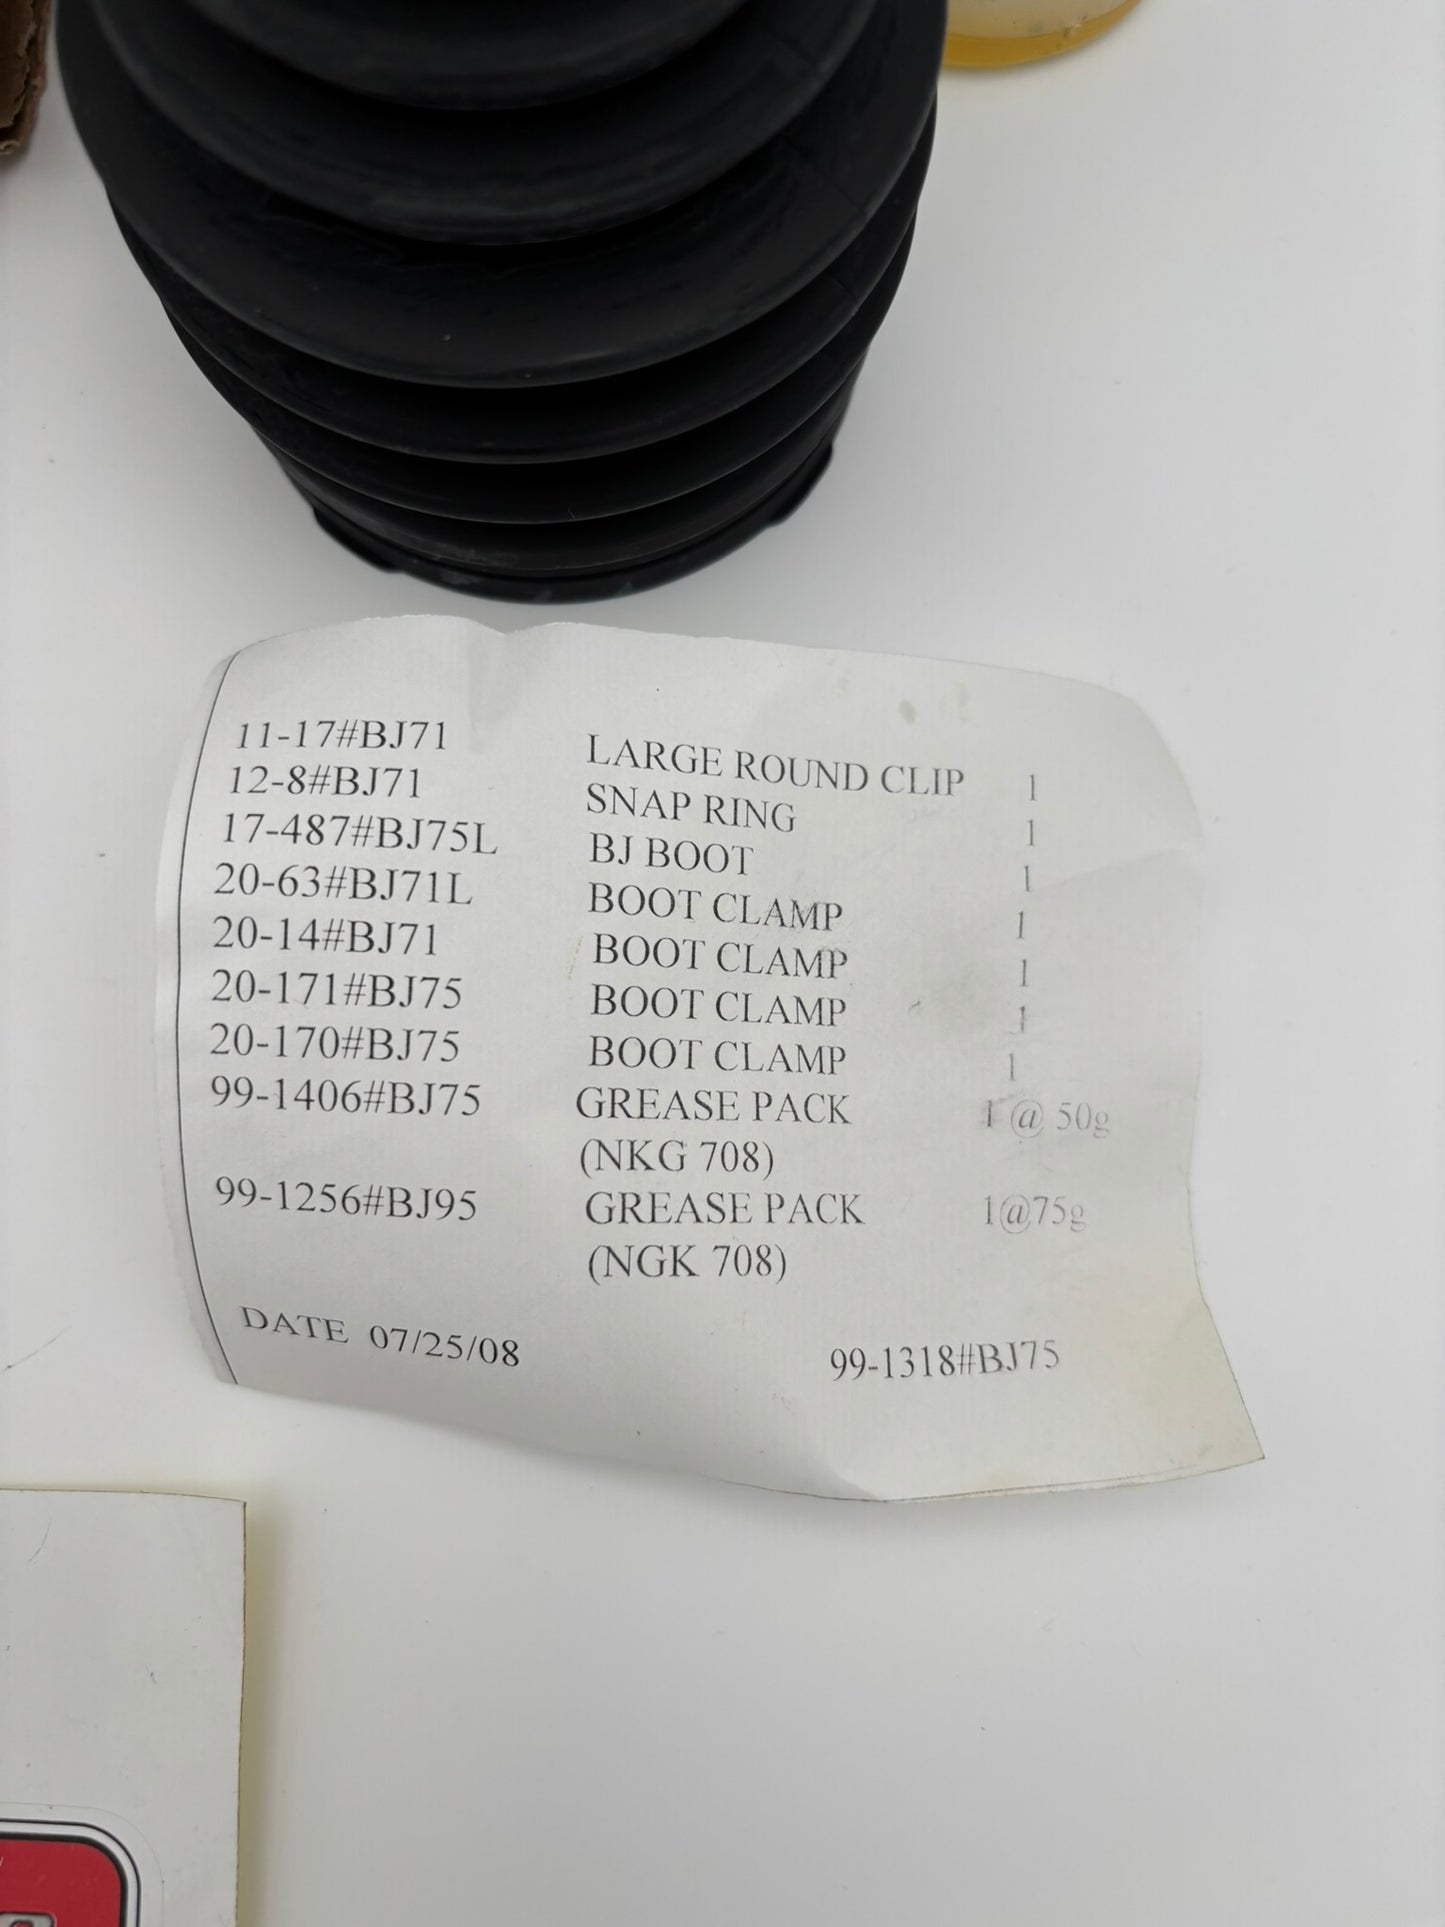 11-17#BJ71 LARGE ROUND CLIP 1
12-8#BJ71 SNAP RING 1
17-487#BJ75L BJ BOOT 1
20-63#BJ71L BOOT CLAMP 1
20-14#BJ71 BOOT CLAMP 1
20-171#BJ75 BOOT CLAMP 1
20-170#BJ75 BOOT CLAMP 1
99-1406#BJ75 GREASE PACK 1 @ 50g
(NKG 708)
99-1256#BJ95 GREASE PACK 1@75g
(NGK 708)
DATE 07/25/08 99-1318#BJ75